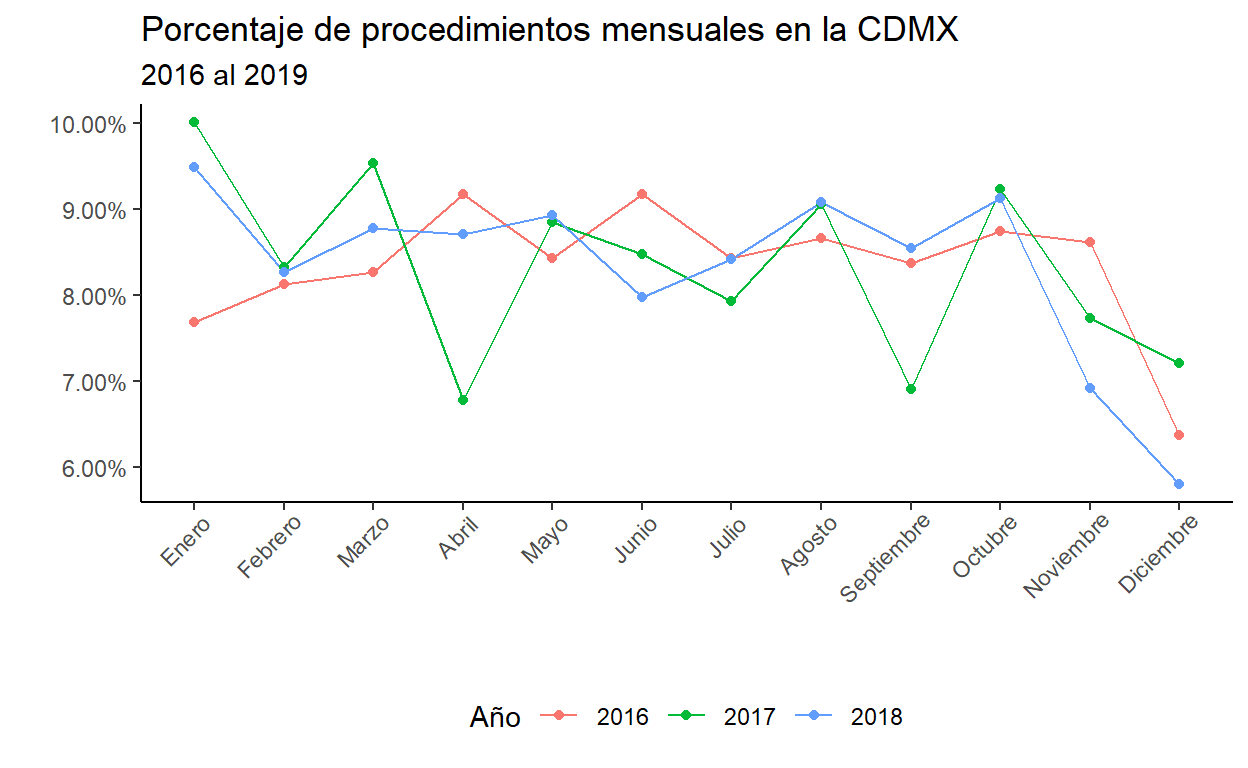 Porcentaje de procedimientos mensuales en la CDMX
2016 al 2019
10.00%
9.00%
8.00%
7.00%
6.00%
Enero
Febrero
Marzo
Abril
Mayo
Junio
Julio
Agosto
Septiembre
Octubre
Noviembre
Diciembre
Año 2016 2017 2018